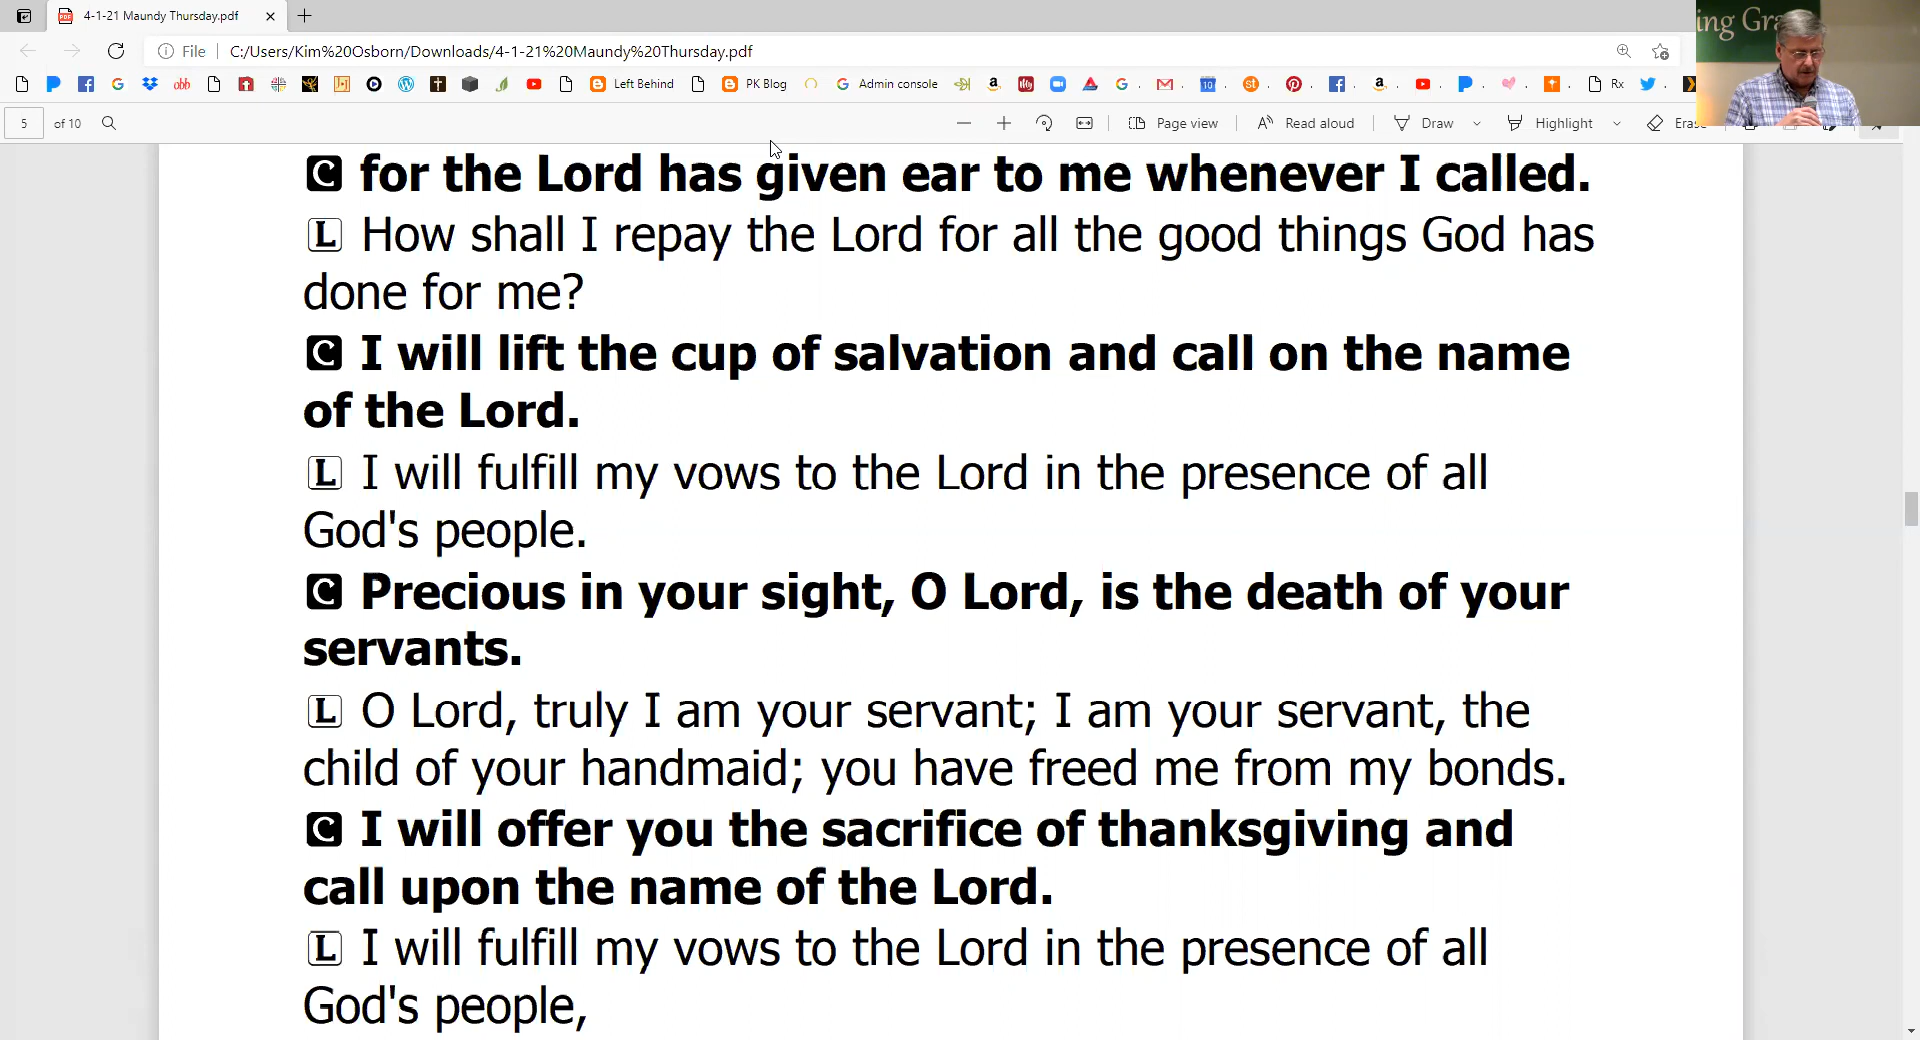 4-1-21 Maundy Thursday.pdf
File C:/Users/Kim%20Osborn/Downloads/4-1-21%20Maundy%20Thursday.pdf
Left Behind PK Blog Admin console Rx
5 of 10 Page view Read aloud Draw Highlight Erase
ing Gra
C for the Lord has given ear to me whenever I called.
L How shall I repay the Lord for all the good things God has
done for me?
C I will lift the cup of salvation and call on the name
of the Lord.
L I will fulfill my vows to the Lord in the presence of all
God's people.
C Precious in your sight, O Lord, is the death of your
servants.
L O Lord, truly I am your servant; I am your servant, the
child of your handmaid; you have freed me from my bonds.
C I will offer you the sacrifice of thanksgiving and
call upon the name of the Lord.
L I will fulfill my vows to the Lord in the presence of all
God's people,